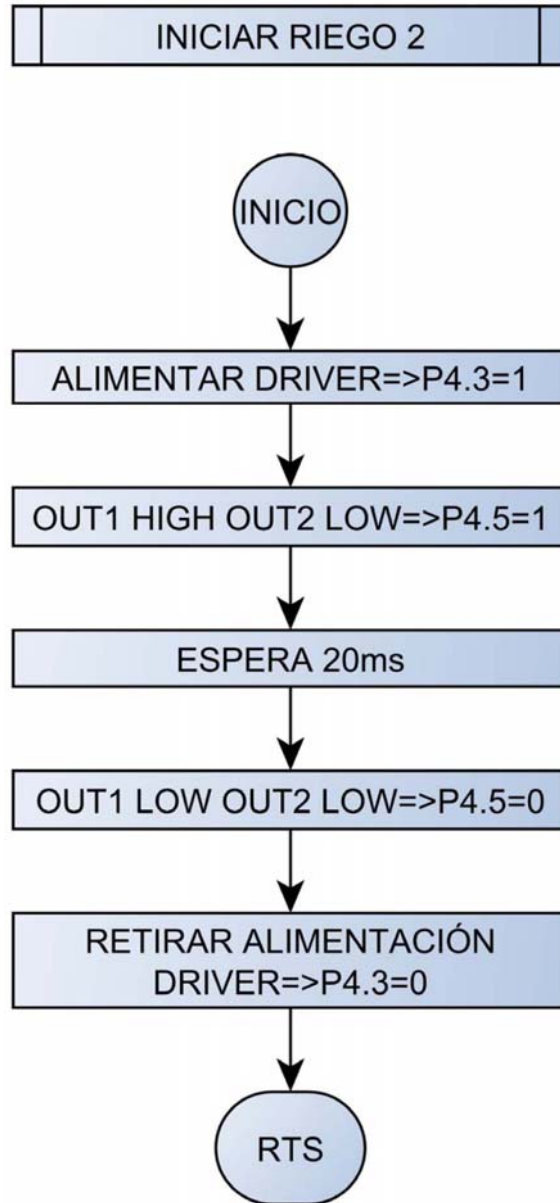 INICIAR RIEGO 2
INICIO
ALIMENTAR DRIVER=>P4.3=1
OUT1 HIGH OUT2 LOW=>P4.5=1
ESPERA 20ms
OUT1 LOW OUT2 LOW=>P4.5=0
RETIRAR ALIMENTACIÓN
DRIVER=>P4.3=0
RTS